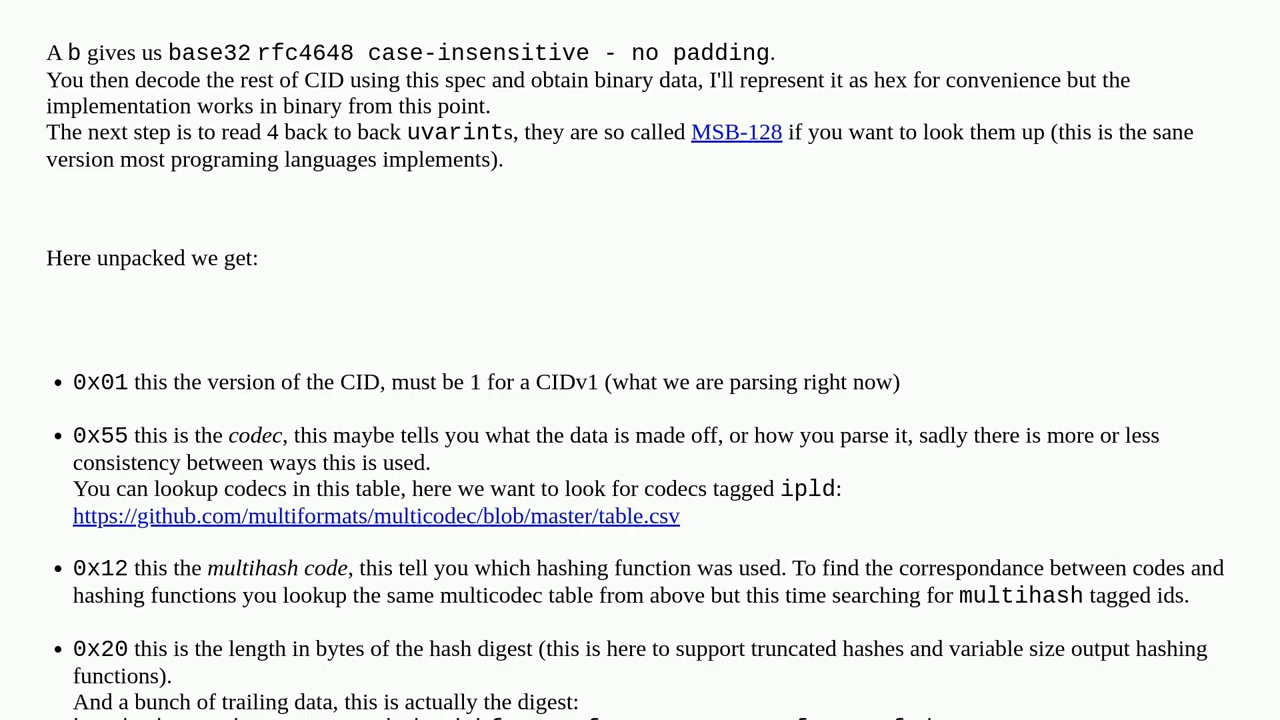 A b gives us base32 rfc4648 case-insensitive - no padding.
You then decode the rest of CID using this spec and obtain binary data, I'll represent it as hex for convenience but the
implementation works in binary from this point.
The next step is to read 4 back to back uvarints, they are so called MSB-128 if you want to look them up (this is the sane
version most programing languages implements).
Here unpacked we get:
• 0x01 this the version of the CID, must be 1 for a CIDv1 (what we are parsing right now)
• 0x55 this is the codec, this maybe tells you what the data is made off, or how you parse it, sadly there is more or less
consistency between ways this is used.
You can lookup codecs in this table, here we want to look for codecs tagged ipld:
https://github.com/multiformats/multicodec/blob/master/table.csv
• 0x12 this the multihash code, this tell you which hashing function was used. To find the correspondance between codes and
hashing functions you lookup the same multicodec table from above but this time searching for multihash tagged ids.
• 0x20 this is the length in bytes of the hash digest (this is here to support truncated hashes and variable size output hashing
functions).
And a bunch of trailing data, this is actually the digest: